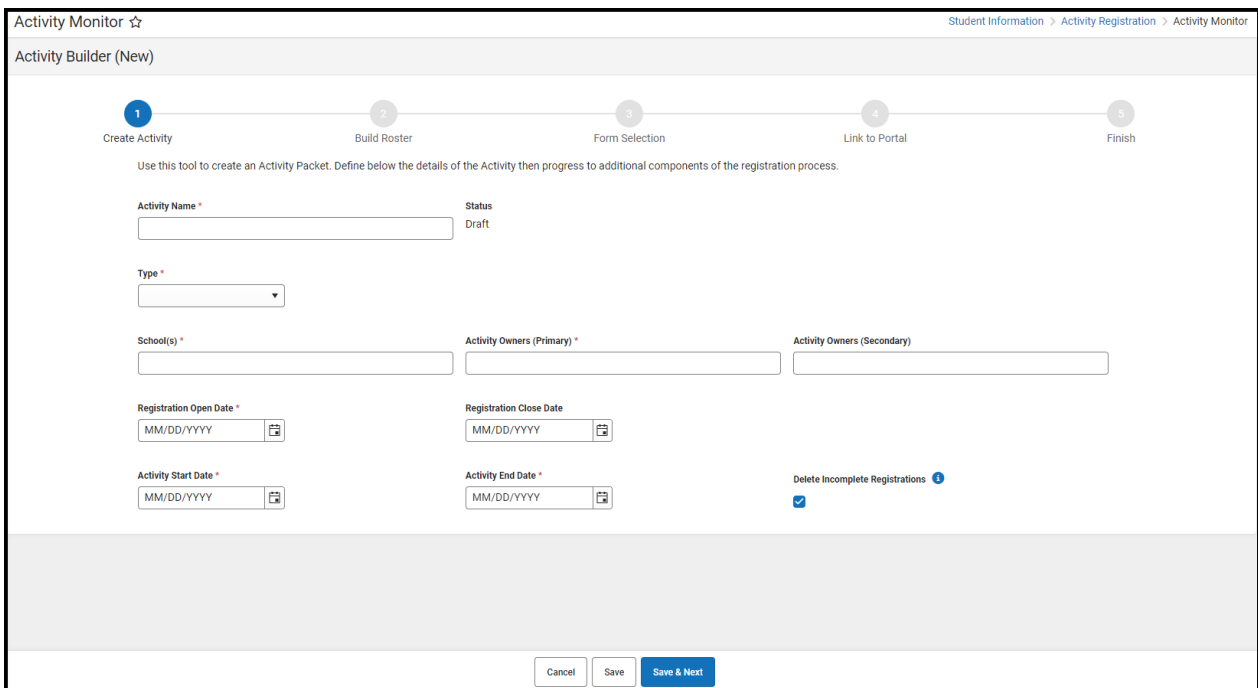 Activity Monitor
Student Information > Activity Registration > Activity Monitor
Activity Builder (New)
1 2 3 4 5
Create Activity Build Roster Form Selection Link to Portal Finish
Use this tool to create an Activity Packet. Define below the details of the Activity then progress to additional components of the registration process.
Activity Name * Status
Draft
Type *
School(s) * Activity Owners (Primary) * Activity Owners (Secondary)
Registration Open Date * Registration Close Date
MM/DD/YYYY MM/DD/YYYY
Activity Start Date * Activity End Date * Delete Incomplete Registrations i
MM/DD/YYYY MM/DD/YYYY
Cancel Save Save & Next